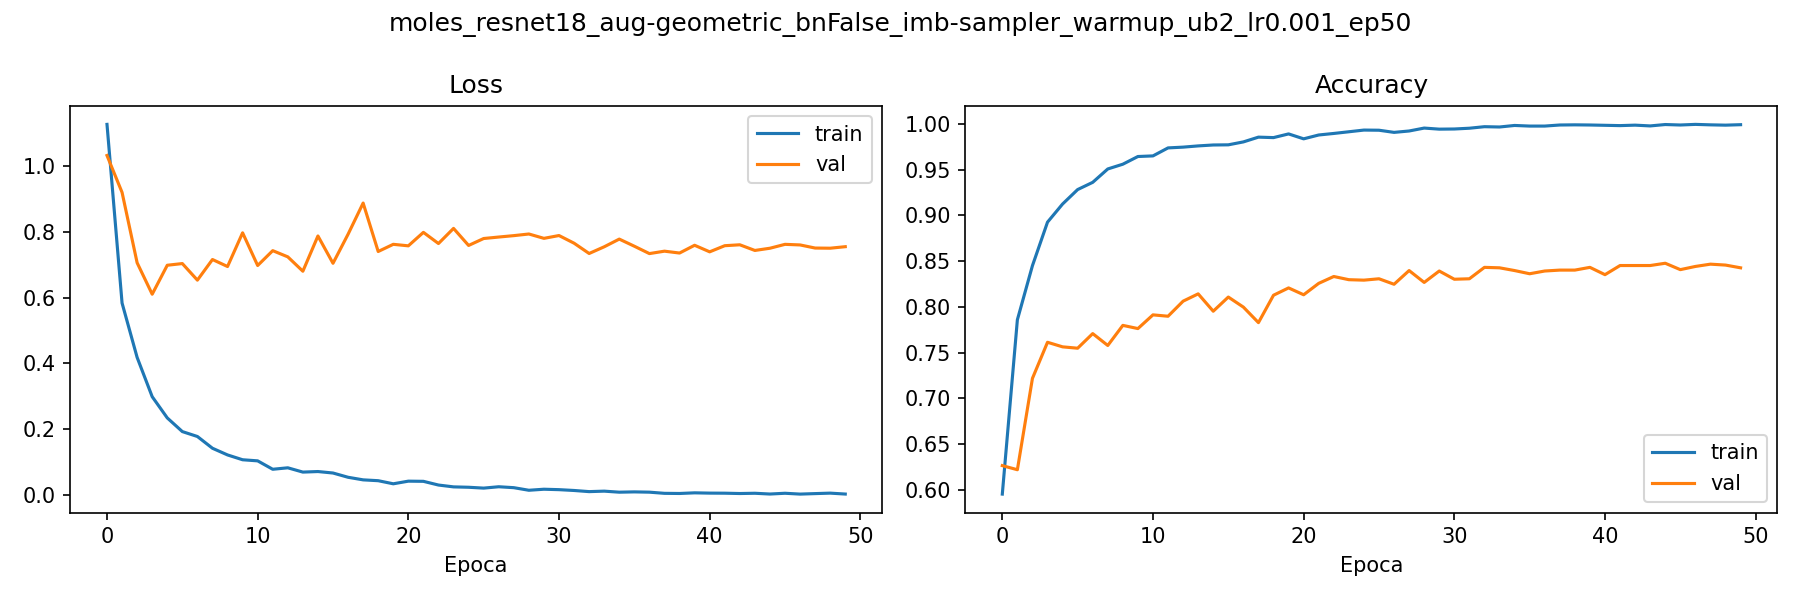 moles_resnet18_aug-geometric_bnFalse_imb-sampler_warmup_ub2_lr0.001_ep50
Loss
train
val
1.0
0.8
0.6
0.4
0.2
0.0
0 10 20 30 40 50
Epoca
Accuracy
1.00
0.95
0.90
0.85
0.80
0.75
0.70
0.65
0.60
train
val
0 10 20 30 40 50
Epoca